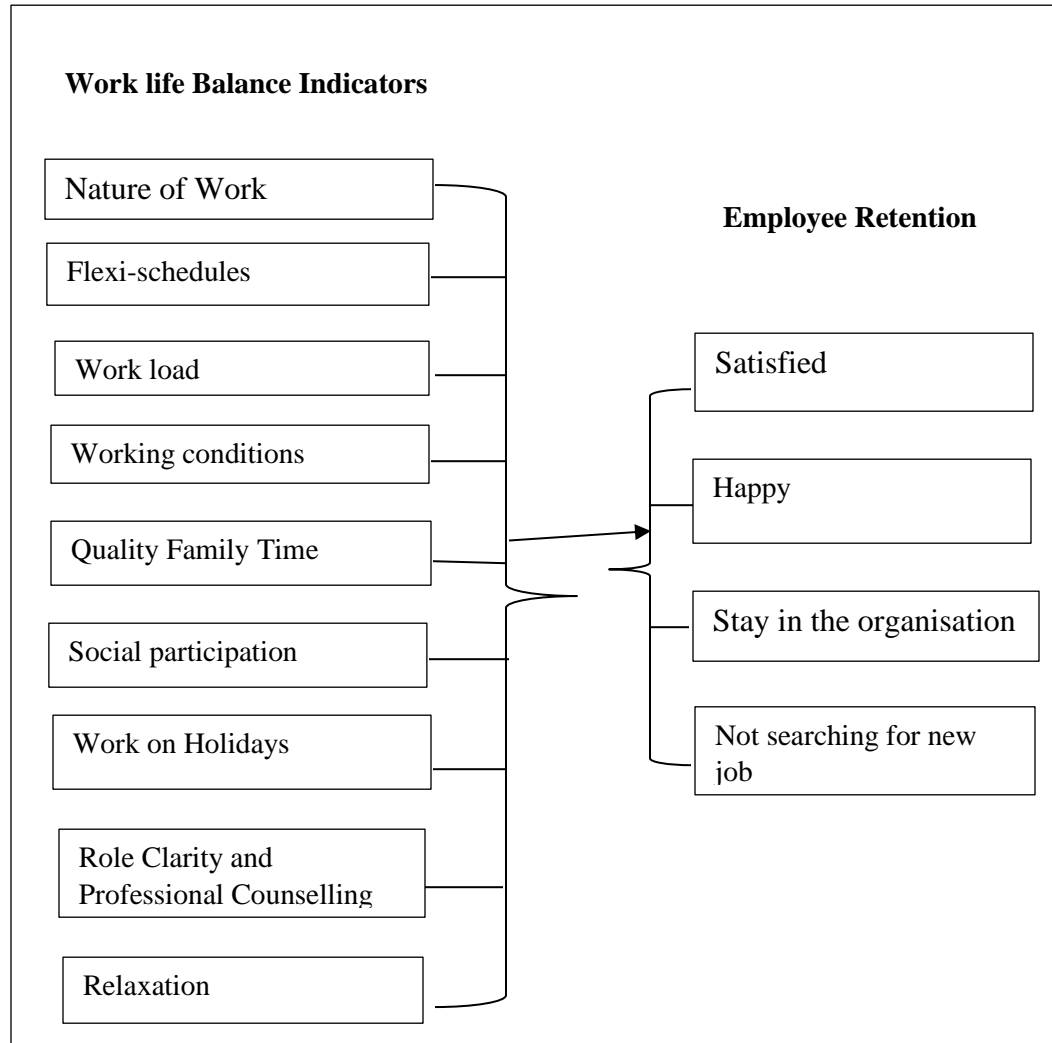 Work life Balance Indicators
Nature of Work
Flexi-schedules
Work load
Working conditions
Quality Family Time
Social participation
Work on Holidays
Role Clarity and
Professional Counselling
Relaxation
Employee Retention
Satisfied
Happy
Stay in the organisation
Not searching for new
job